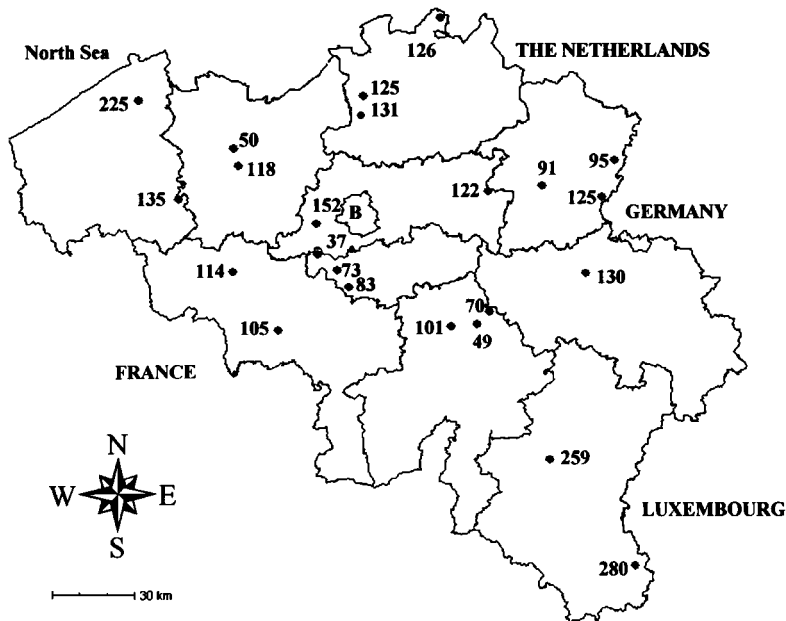 126
THE NETHERLANDS
North Sea
125
225
131
50
118
95
91
122
135
125
152
B
GERMANY
37
114
73
130
83
70
105
101
49
FRANCE
N
259
W
E
LUXEMBOURG
S
280
30 km